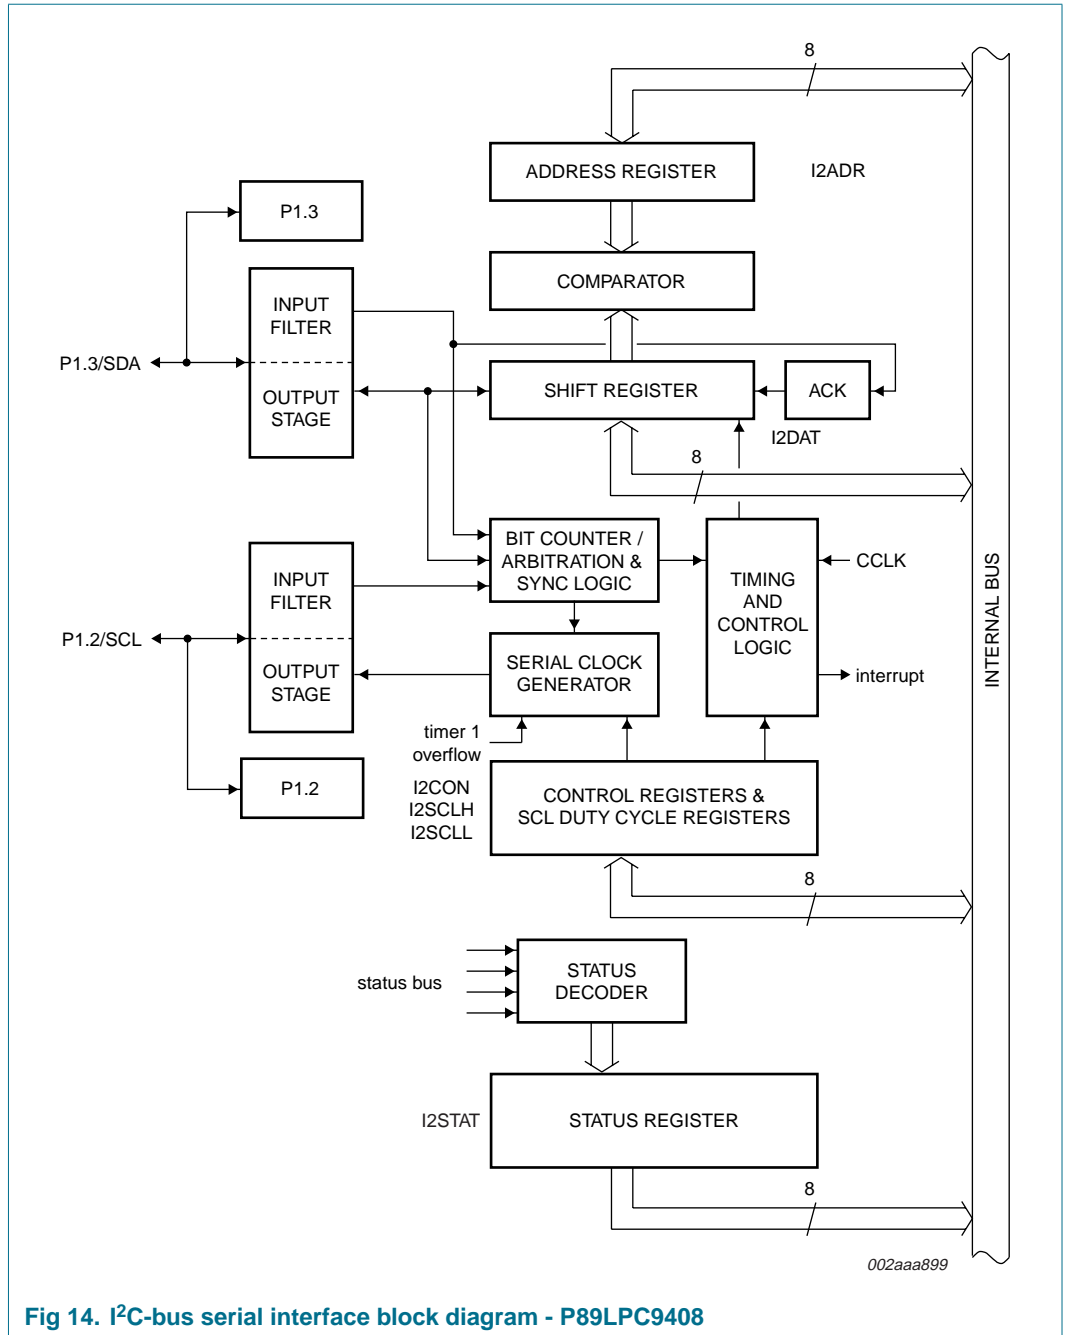 8
ADDRESS REGISTER
I2ADR
P1.3
COMPARATOR
INPUT
FILTER
P1.3/SDA
OUTPUT
STAGE
SHIFT REGISTER
ACK
I2DAT
8
BIT COUNTER /
ARBITRATION &
SYNC LOGIC
INPUT
FILTER
TIMING
AND
CONTROL
LOGIC
CCLK
INTERNAL BUS
P1.2/SCL
OUTPUT
STAGE
SERIAL CLOCK
GENERATOR
interrupt
timer 1
overflow
P1.2
I2CON
I2SCLH
I2SCLL
CONTROL REGISTERS &
SCL DUTY CYCLE REGISTERS
8
status bus
STATUS
DECODER
I2STAT
STATUS REGISTER
8
002aaa899
Fig 14. I²C-bus serial interface block diagram - P89LPC9408